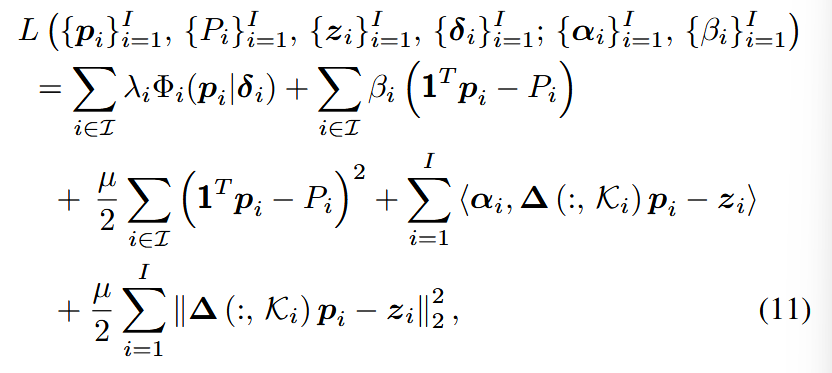 L ({p_i}_{i=1}^I, {P_i}_{i=1}^I, {z_i}_{i=1}^I, {δ_i}_{i=1}^I; {α_i}_{i=1}^I, {β_i}_{i=1}^I)
= ∑_{i∈ℐ} λ_i Φ_i(p_i|δ_i) + ∑_{i∈ℐ} β_i (1^T p_i − P_i)
+ μ/2 ∑_{i∈ℐ} (1^T p_i − P_i)^2 + ∑_{i=1}^I ⟨α_i, Δ (:, 𝒦_i) p_i − z_i⟩
+ μ/2 ∑_{i=1}^I ‖Δ (:, 𝒦_i) p_i − z_i‖_2^2, (11)